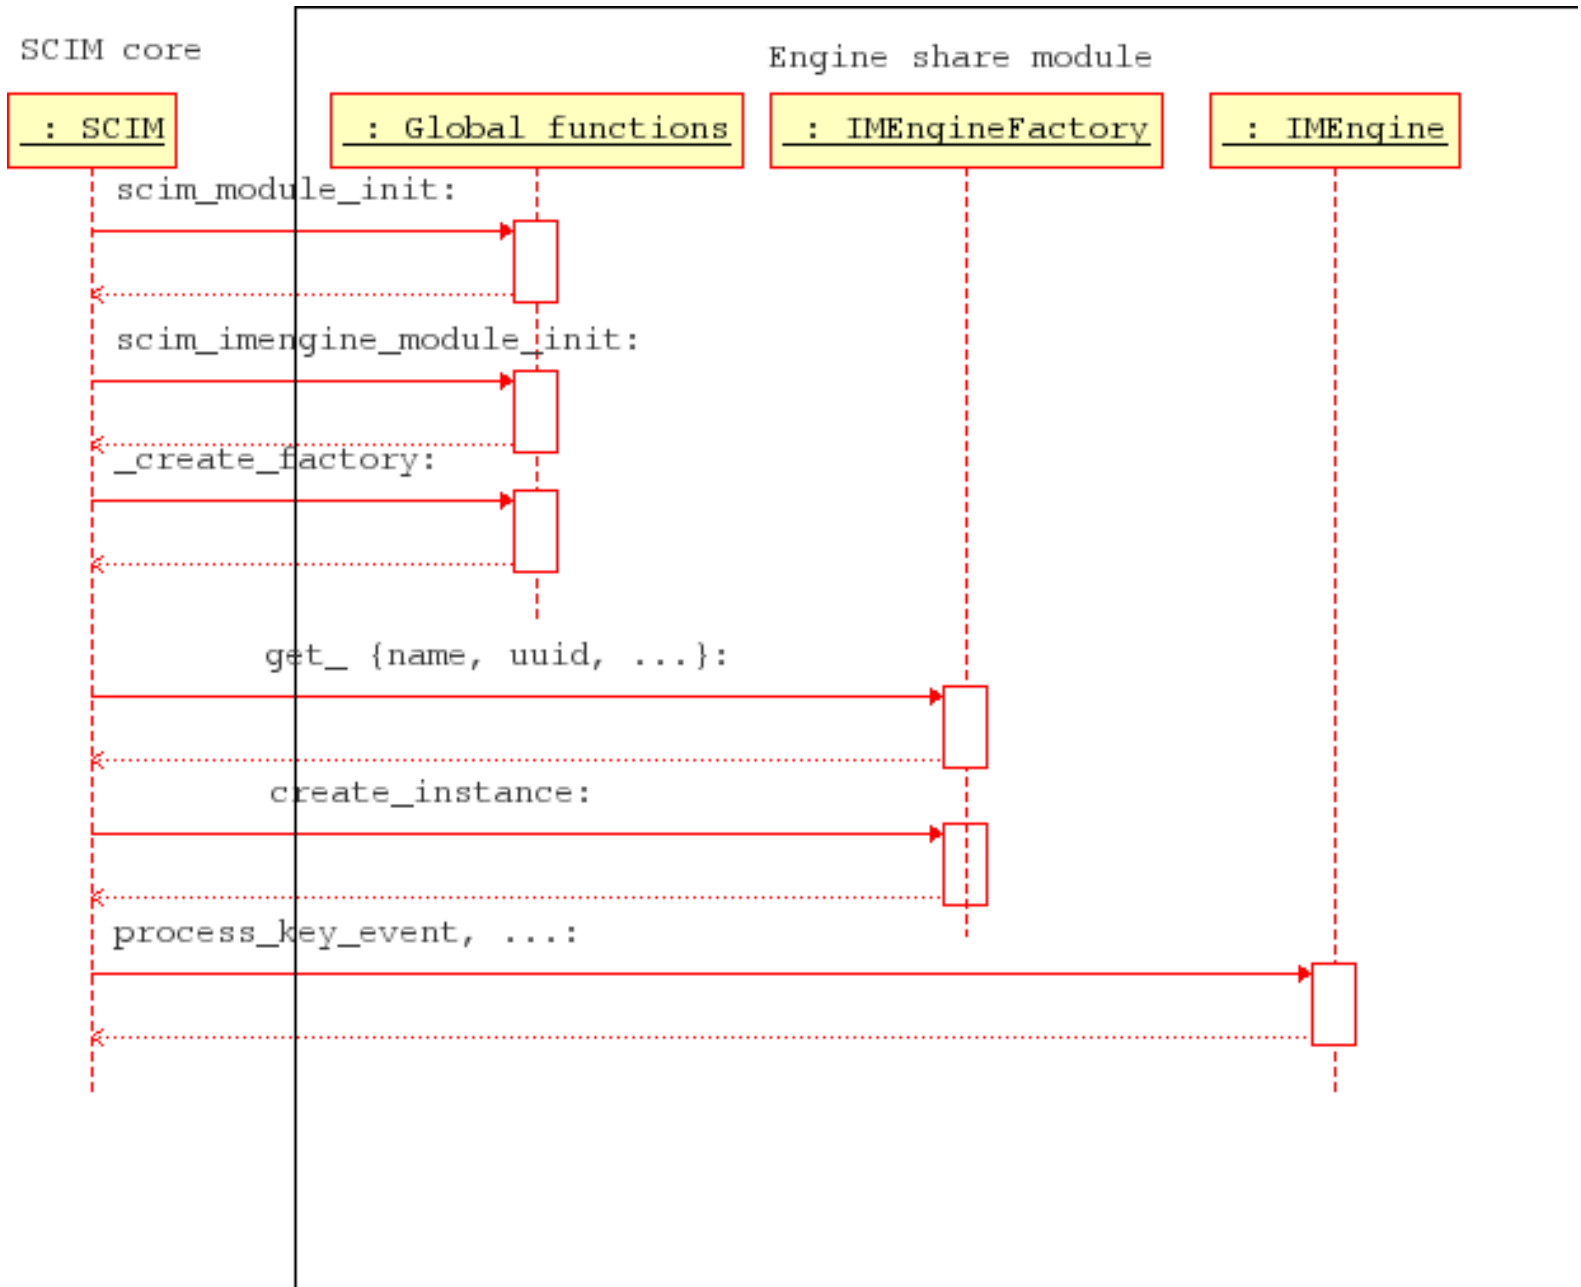 SCIM core
Engine share module
: SCIM
: Global functions
: IMEngineFactory
: IMEngine
scim_module_init:
scim_imengine_module_init:
_create_factory:
get_ {name, uuid, ...}:
create_instance:
process_key_event, ...: